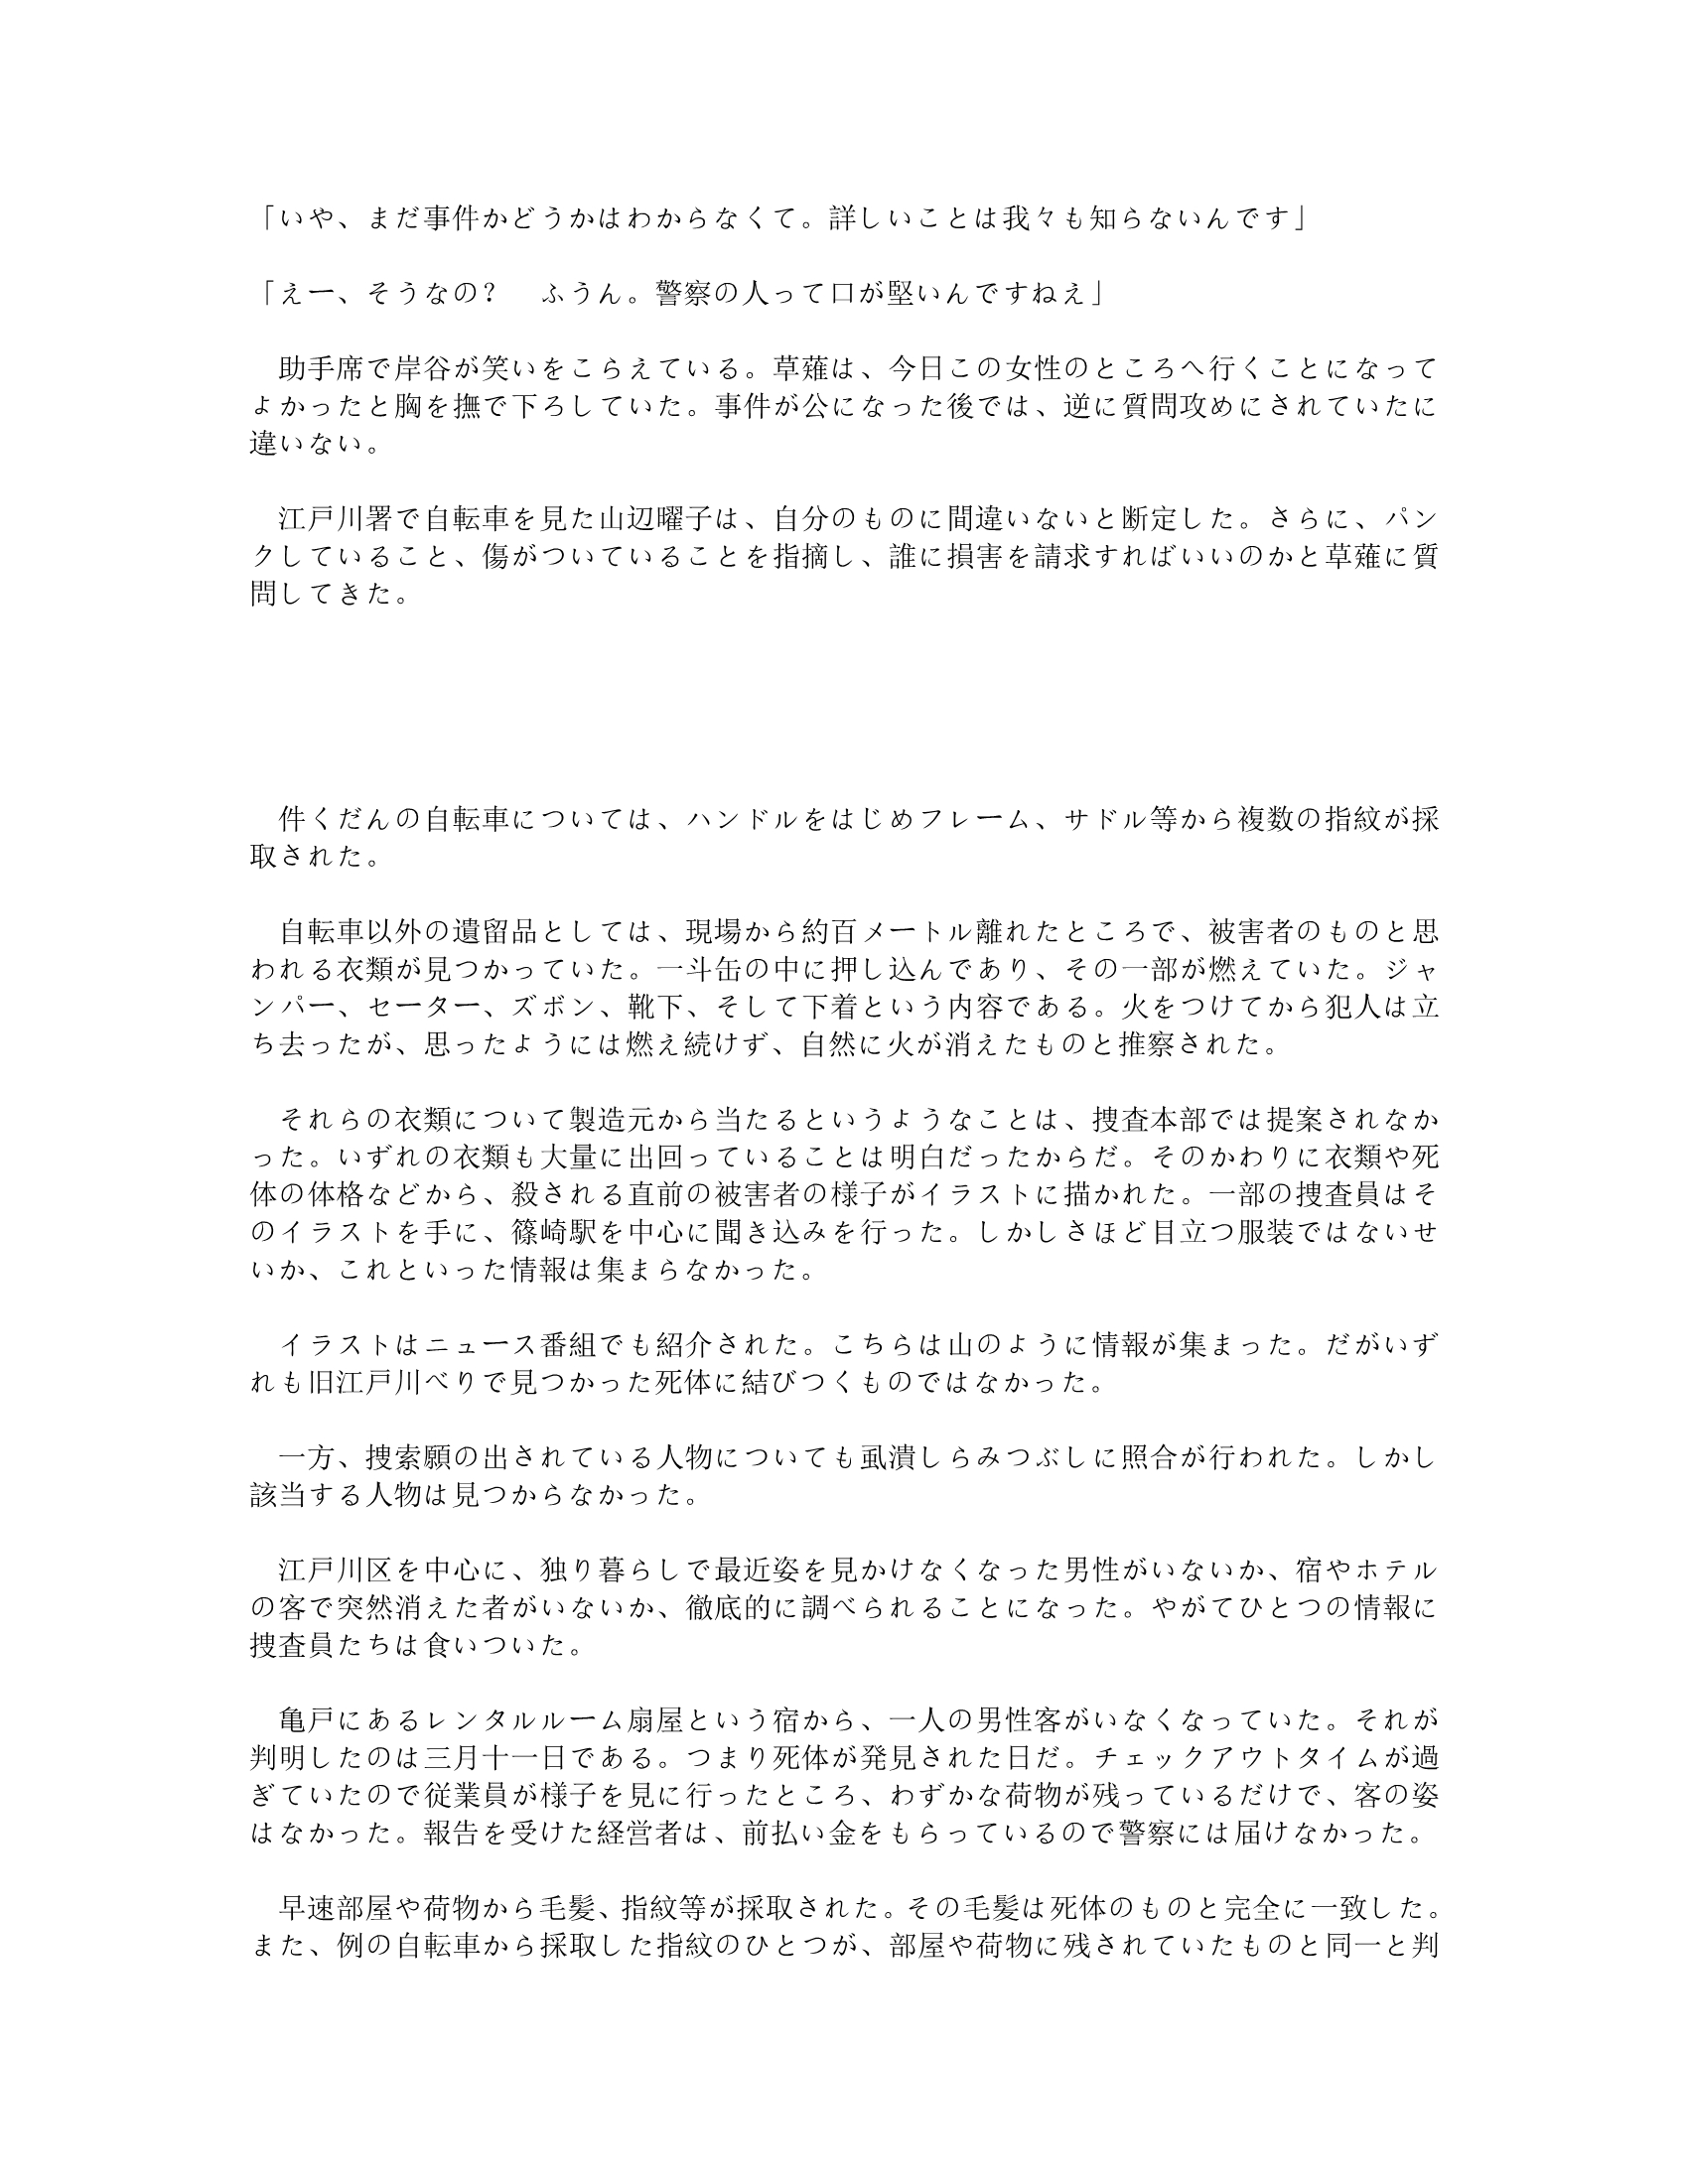 「いや、まだ事件かどうかはわからなくて。詳しいことは我々も知らないんです」
「えー、そうなの？　ふうん。警察の人って口が堅いんですねえ」
　助手席で岸谷が笑いをこらえている。草薙は、今日この女性のところへ行くことになって
よかったと胸を撫で下ろしていた。事件が公になった後では、逆に質問攻めにされていたに
違いない。
　江戸川署で自転車を見た山辺曜子は、自分のものに間違いないと断定した。さらに、パン
クしていること、傷がついていることを指摘し、誰に損害を請求すればいいのかと草薙に質
問してきた。
　件くだんの自転車については、ハンドルをはじめフレーム、サドル等から複数の指紋が採
取された。
　自転車以外の遺留品としては、現場から約百メートル離れたところで、被害者のものと思
われる衣類が見つかっていた。一斗缶の中に押し込んであり、その一部が燃えていた。ジャ
ンパー、セーター、ズボン、靴下、そして下着という内容である。火をつけてから犯人は立
ち去ったが、思ったようには燃え続けず、自然に火が消えたものと推察された。
　それらの衣類について製造元から当たるというようなことは、捜査本部では提案されなか
った。いずれの衣類も大量に出回っていることは明白だったからだ。そのかわりに衣類や死
体の体格などから、殺される直前の被害者の様子がイラストに描かれた。一部の捜査員はそ
のイラストを手に、篠崎駅を中心に聞き込みを行った。しかしさほど目立つ服装ではないせ
いか、これといった情報は集まらなかった。
　イラストはニュース番組でも紹介された。こちらは山のように情報が集まった。だがいず
れも旧江戸川べりで見つかった死体に結びつくものではなかった。
　一方、捜索願の出されている人物についても虱潰しらみつぶしに照合が行われた。しかし
該当する人物は見つからなかった。
　江戸川区を中心に、独り暮らしで最近姿を見かけなくなった男性がいないか、宿やホテル
の客で突然消えた者がいないか、徹底的に調べられることになった。やがてひとつの情報に
捜査員たちは食いついた。
　亀戸にあるレンタルルーム扇屋という宿から、一人の男性客がいなくなっていた。それが
判明したのは三月十一日である。つまり死体が発見された日だ。チェックアウトタイムが過
ぎていたので従業員が様子を見に行ったところ、わずかな荷物が残っているだけで、客の姿
はなかった。報告を受けた経営者は、前払い金をもらっているので警察には届けなかった。
　早速部屋や荷物から毛髪、指紋等が採取された。その毛髪は死体のものと完全に一致した。
また、例の自転車から採取した指紋のひとつが、部屋や荷物に残されていたものと同一と判